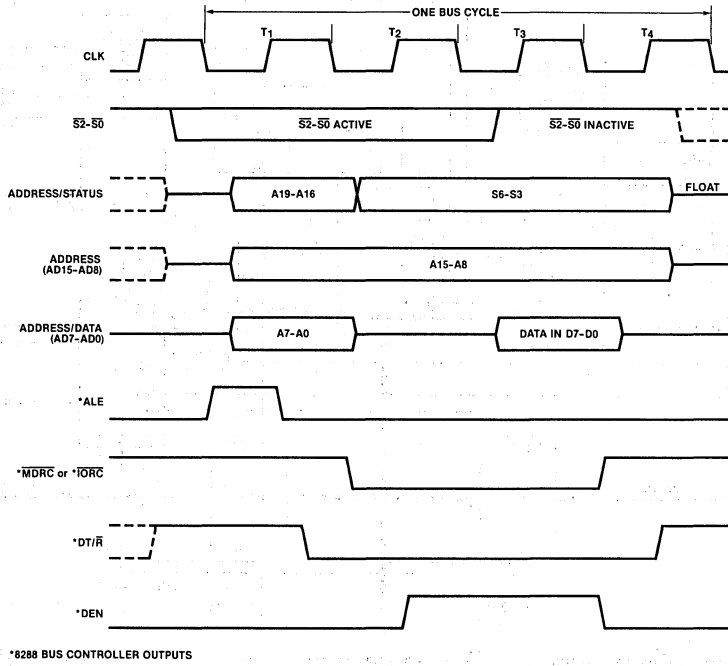 ONE BUS CYCLE
T1 T2 T3 T4
CLK
S2-S0
S2-S0 ACTIVE
S2-S0 INACTIVE
ADDRESS/STATUS
A19-A16
S6-S3
FLOAT
ADDRESS
(AD15-AD8)
A15-A8
ADDRESS/DATA
(AD7-AD0)
A7-A0
DATA IN D7-D0
*ALE
*MDRC or *IORC
*DT/R
*DEN
*8288 BUS CONTROLLER OUTPUTS